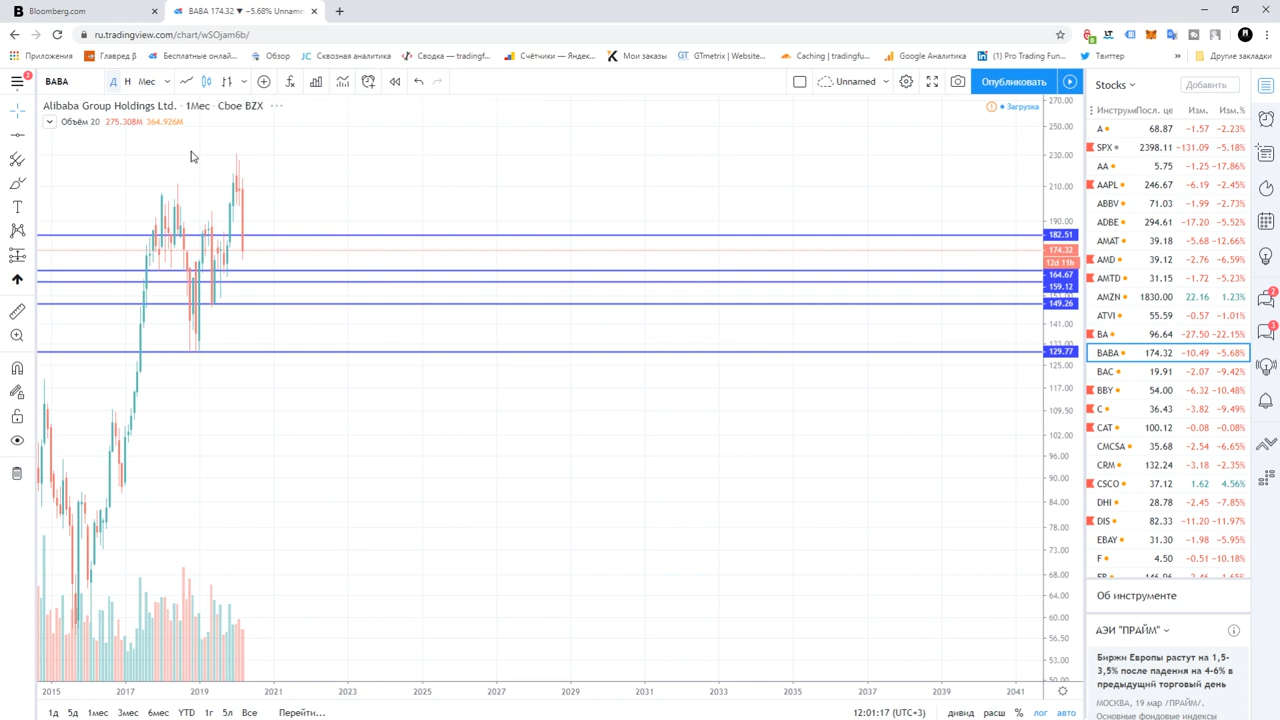 Bloomberg.com
BABA 174.32 ▼ −5.68% Unname
ru.tradingview.com/chart/wSOjam6b/
Приложения
Главред β
Бесплатные онлай...
Обзор
Сквозная аналитика
Сводка — tradingf...
Счётчики — Яндек...
Мои заказы
GTmetrix | Website...
Caching | tradingfu...
Google Аналитика
(1) Pro Trading Fun...
Твиттер
»
Другие закладки
BABA
Д
Н
Мес
Unnamed
Опубликовать
Stocks
Добавить
Alibaba Group Holdings Ltd. · 1Мес · Cboe BZX
Загрузка
Объём 20 275.308M 364.926M
270.00
250.00
230.00
210.00
190.00
182.51
174.32
12d 11h
164.67
159.12
149.26
141.00
129.77
125.00
117.00
109.50
102.00
96.00
90.00
84.00
78.00
73.00
68.00
64.00
60.00
56.50
53.00
50.00
Инструм Посл. це Изм. Изм.%
A 68.87 −1.57 −2.23%
SPX 2398.11 −131.09 −5.18%
AA 5.75 −1.25 −17.86%
AAPL 246.67 −6.19 −2.45%
ABBV 71.03 −1.99 −2.73%
ADBE 294.61 −17.20 −5.52%
AMAT 39.18 −5.68 −12.66%
AMD 39.12 −2.76 −6.59%
AMTD 31.15 −1.72 −5.23%
AMZN 1830.00 22.16 1.23%
ATVI 55.59 −0.57 −1.01%
BA 96.64 −27.50 −22.15%
BABA 174.32 −10.49 −5.68%
BAC 19.91 −2.07 −9.42%
BBY 54.00 −6.32 −10.48%
C 36.43 −3.82 −9.49%
CAT 100.12 −0.08 −0.08%
CMCSA 35.68 −2.54 −6.65%
CRM 132.24 −3.18 −2.35%
CSCO 37.12 1.62 4.56%
DHI 28.78 −2.45 −7.85%
DIS 82.33 −11.20 −11.97%
EBAY 31.30 −1.98 −5.95%
F 4.50 −0.51 −10.18%
Об инструменте
АЭИ "ПРАЙМ"
Биржи Европы растут на 1,5-
3,5% после падения на 4-6% в
предыдущий торговый день
МОСКВА, 19 мар /ПРАЙМ/.
Основные фондовые индексы
2015 2017 2019 2021 2023 2025 2027 2029 2031 2033 2035 2037 2039 2041
1д 5д 1мес 3мес 6мес YTD 1г 5л Все Перейти...
12:01:17 (UTC+3) дивид расш % лог авто